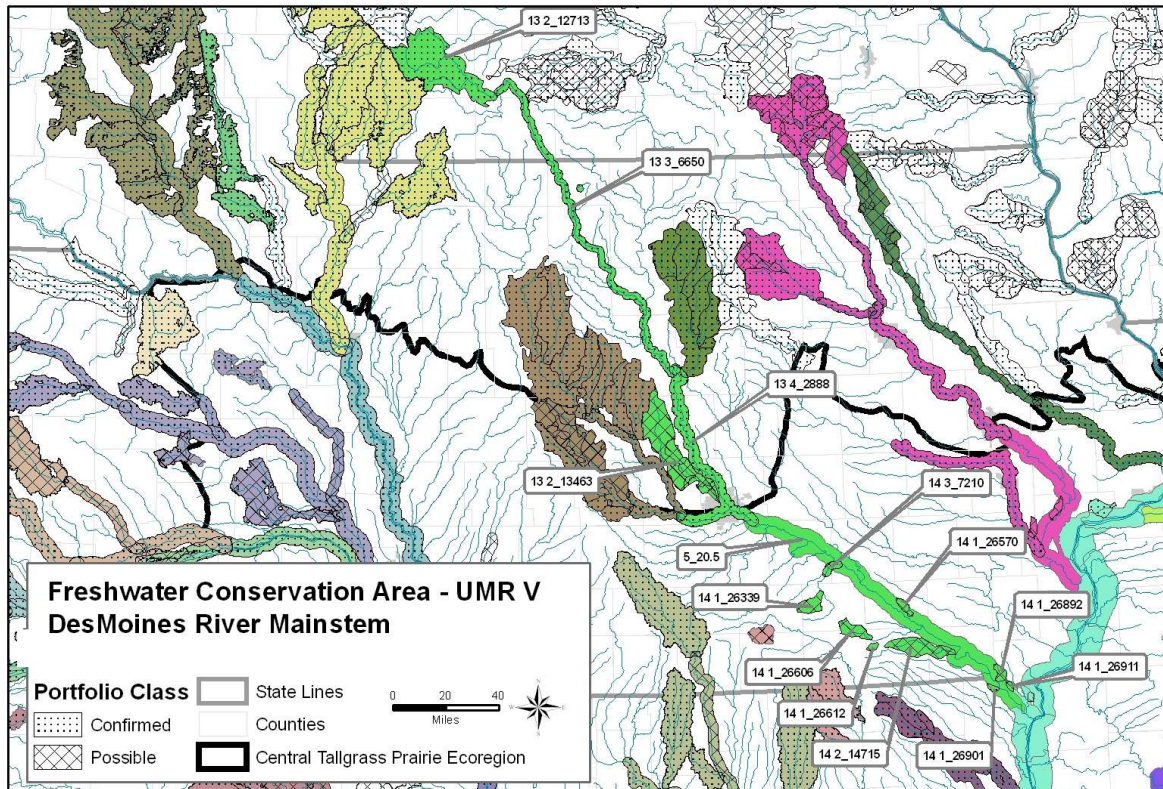 13 2_12713
13 3_6650
13 4_2888
13 2_13463
14 3_7210
5_20.5
14 1_26570
14 1_26339
14 1_26892
14 1_26606
14 1_26911
14 1_26612
14 2_14715
14 1_26901
Freshwater Conservation Area - UMR V
DesMoines River Mainstem
Portfolio Class
Confirmed
Possible
State Lines
Counties
Central Tallgrass Prairie Ecoregion
0 20 40
Miles
N
W E
S